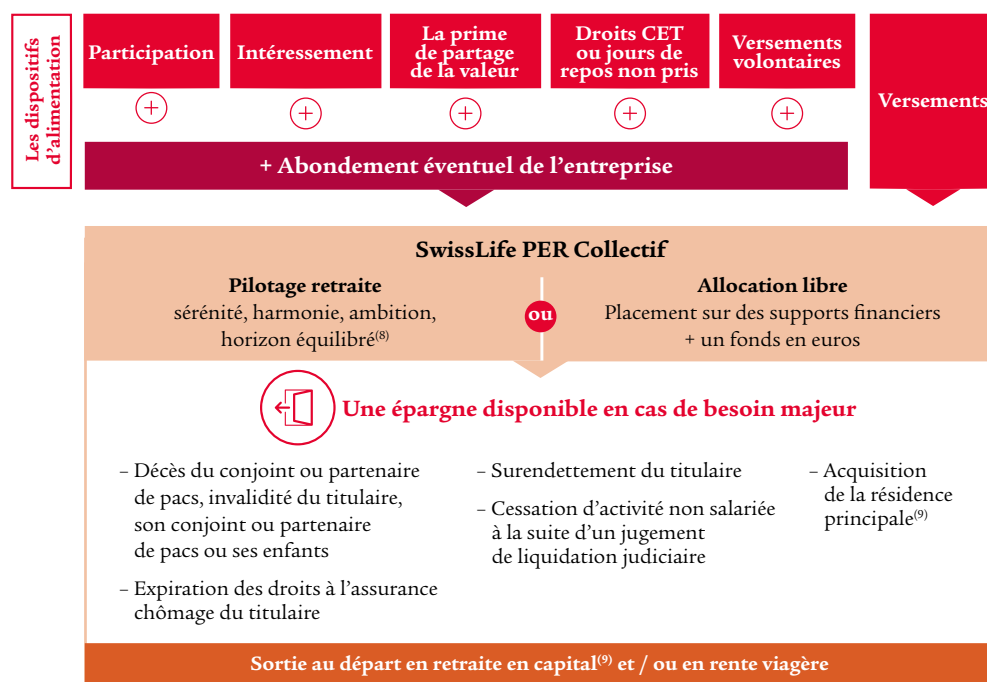 Les dispositifs
d’alimentation
Participation
Intéressement
La prime
de partage
de la valeur
Droits CET
ou jours de
repos non pris
Versements
volontaires
Versements
+
+
+
+
+
+ Abondement éventuel de l’entreprise
SwissLife PER Collectif
Pilotage retraite
sérénité, harmonie, ambition,
horizon équilibré(8)
ou
Allocation libre
Placement sur des supports financiers
+ un fonds en euros
Une épargne disponible en cas de besoin majeur
– Décès du conjoint ou partenaire
de pacs, invalidité du titulaire,
son conjoint ou partenaire
de pacs ou ses enfants
– Expiration des droits à l’assurance
chômage du titulaire
– Surendettement du titulaire
– Cessation d’activité non salariée
à la suite d’un jugement
de liquidation judiciaire
– Acquisition
de la résidence
principale(9)
Sortie au départ en retraite en capital(9) et / ou en rente viagère